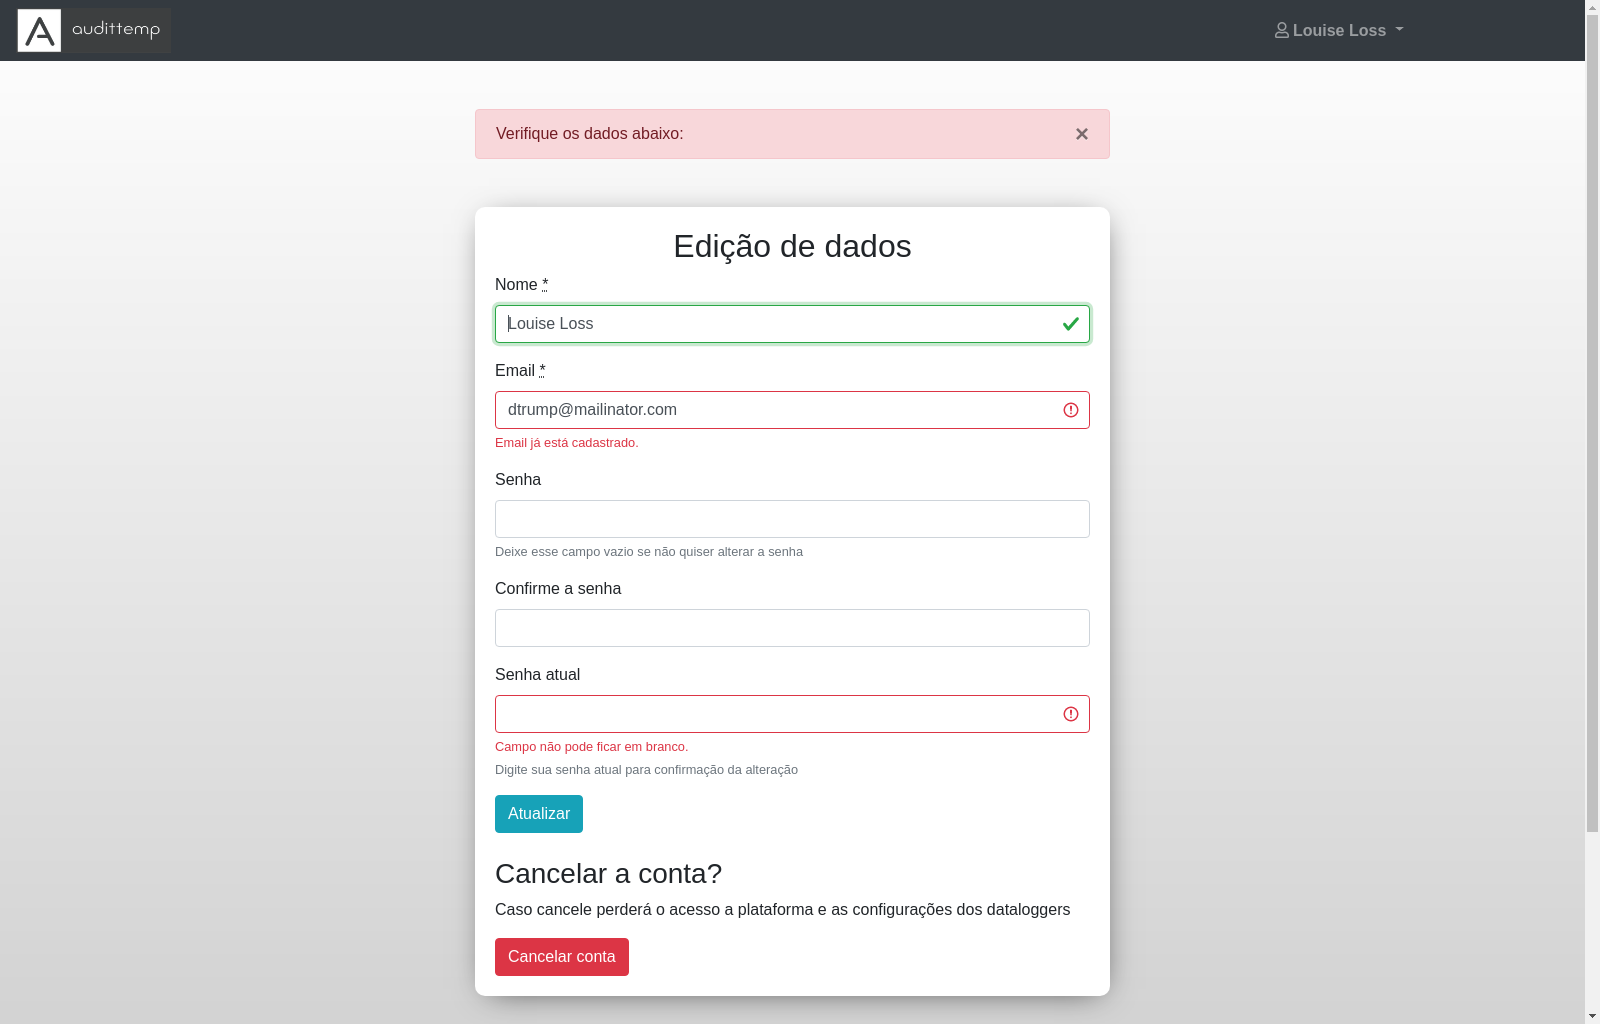 A audittemp
Louise Loss
Verifique os dados abaixo:
×
Edição de dados
Nome *
Louise Loss
Email *
dtrump@mailinator.com
Email já está cadastrado.
Senha
Deixe esse campo vazio se não quiser alterar a senha
Confirme a senha
Senha atual
Campo não pode ficar em branco.
Digite sua senha atual para confirmação da alteração
Atualizar
Cancelar a conta?
Caso cancele perderá o acesso a plataforma e as configurações dos dataloggers
Cancelar conta